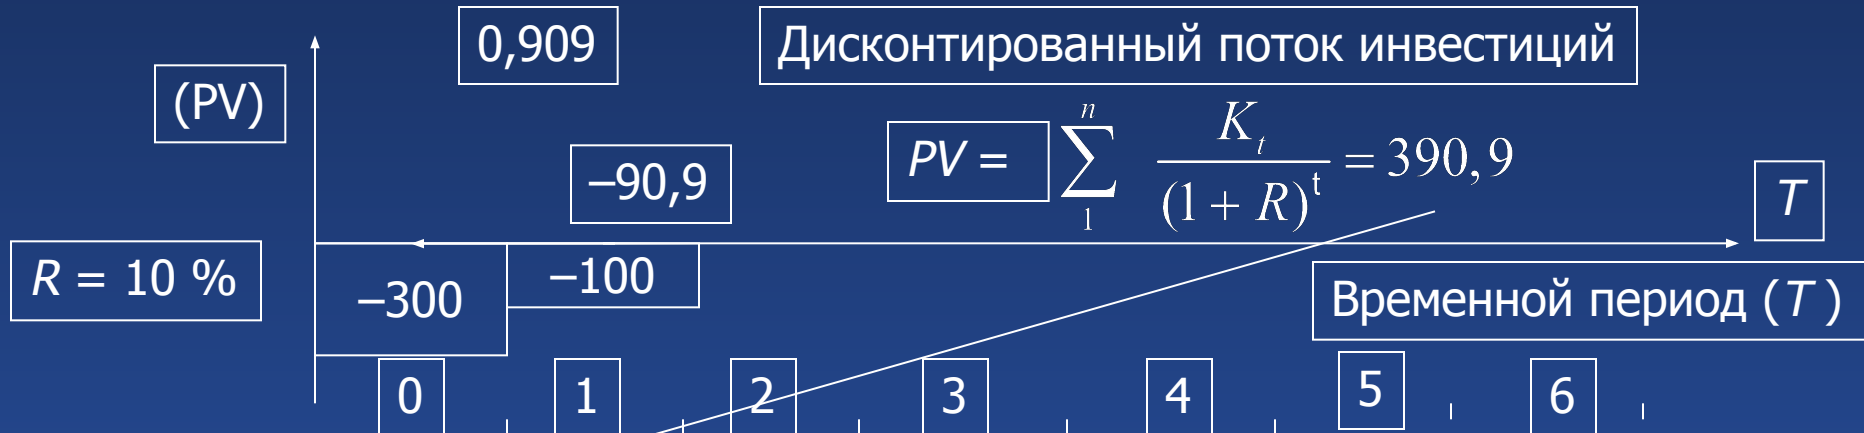 0,909
Дисконтированный поток инвестиций
(PV)
PV = n ∑ 1 K_t / (1 + R)^t = 390,9
–90,9
T
R = 10 %
–300
–100
Временной период (T )
0 1 2 3 4 5 6